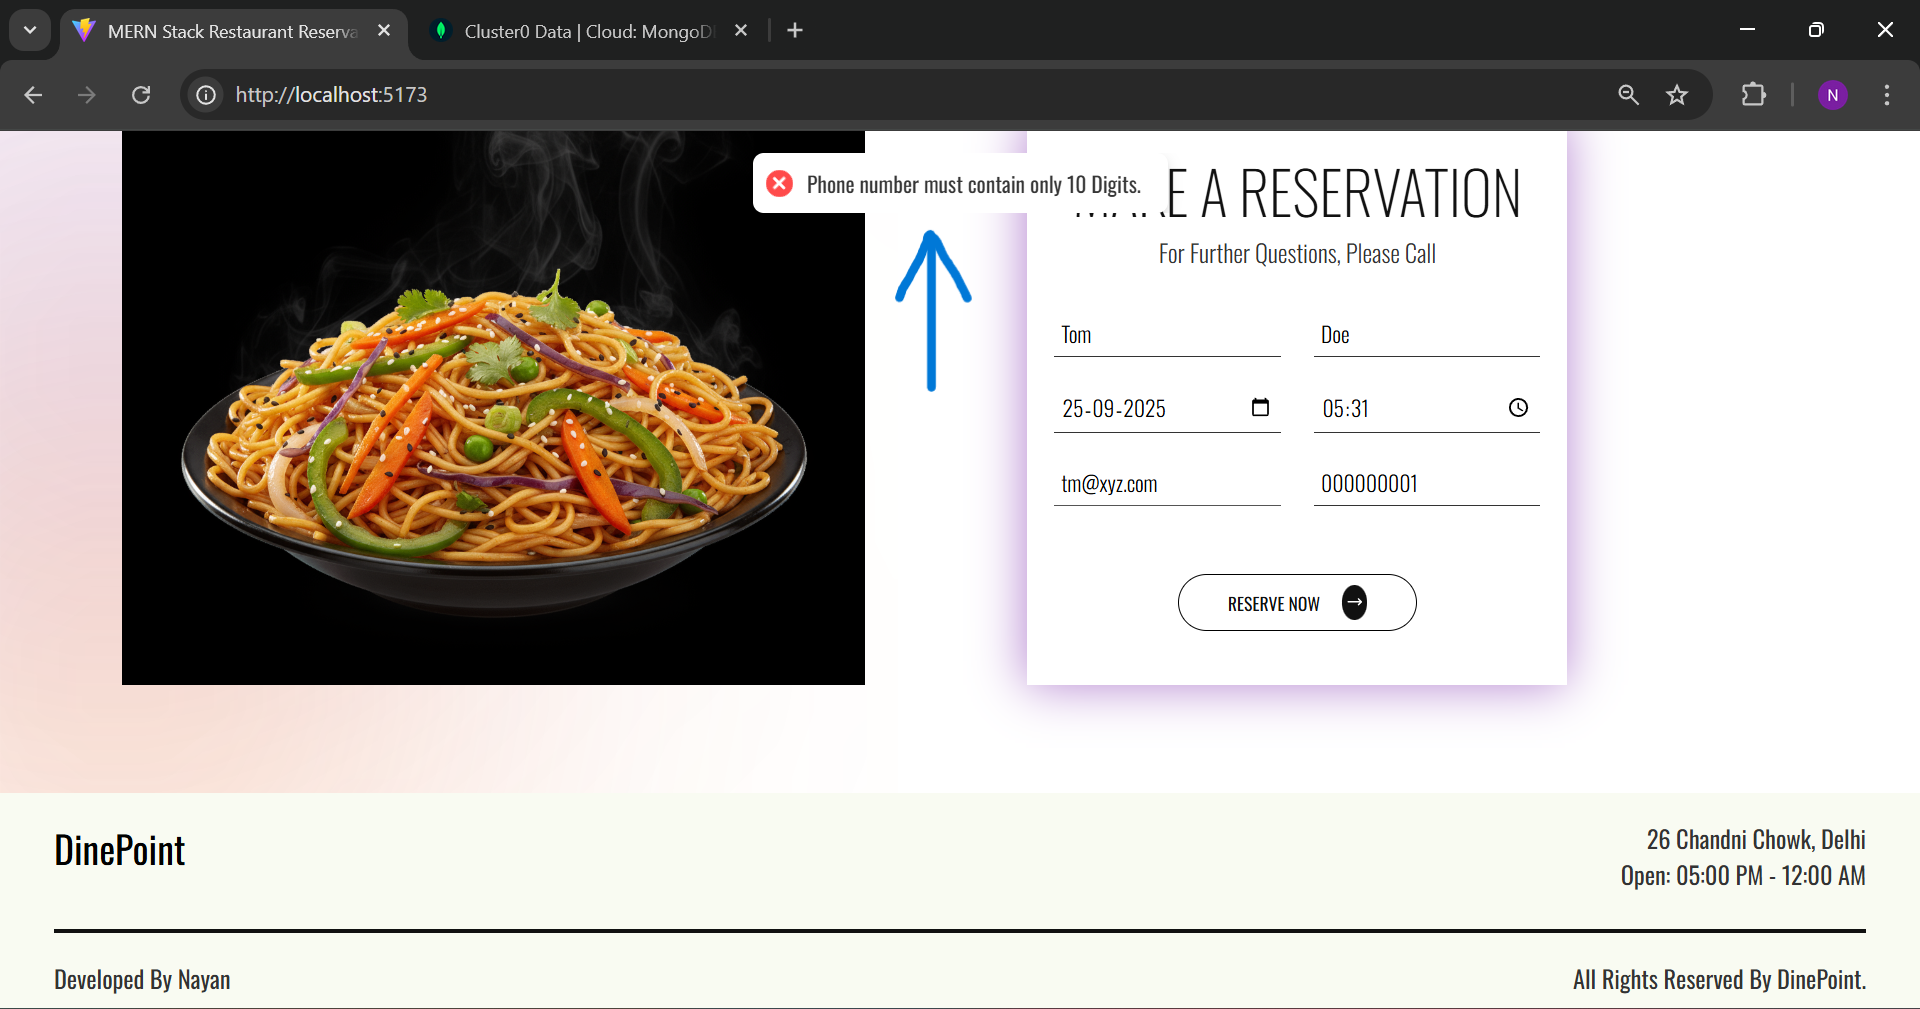 MERN Stack Restaurant Reserva
Cluster0 Data | Cloud: MongoD
http://localhost:5173
N
Phone number must contain only 10 Digits.
MAKE A RESERVATION
For Further Questions, Please Call
Tom
Doe
25-09-2025
05:31
tm@xyz.com
000000001
RESERVE NOW
DinePoint
26 Chandni Chowk, Delhi
Open: 05:00 PM - 12:00 AM
Developed By Nayan
All Rights Reserved By DinePoint.